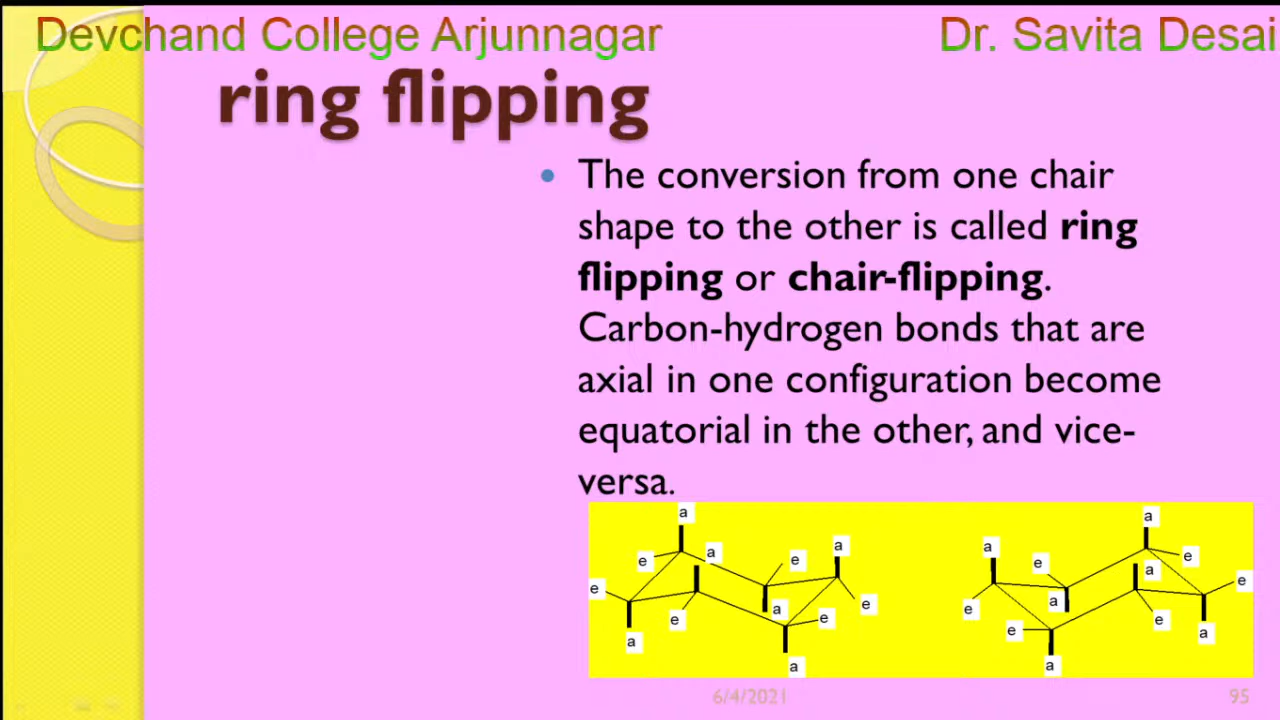 Devchand College Arjunnagar Dr. Savita Desai
ring flipping
• The conversion from one chair
shape to the other is called ring
flipping or chair-flipping.
Carbon-hydrogen bonds that are
axial in one configuration become
equatorial in the other, and vice-
versa.
a a
a a
e a e a e e
e e
e a a
e a e e e
a e a
a a
6/4/2021 95